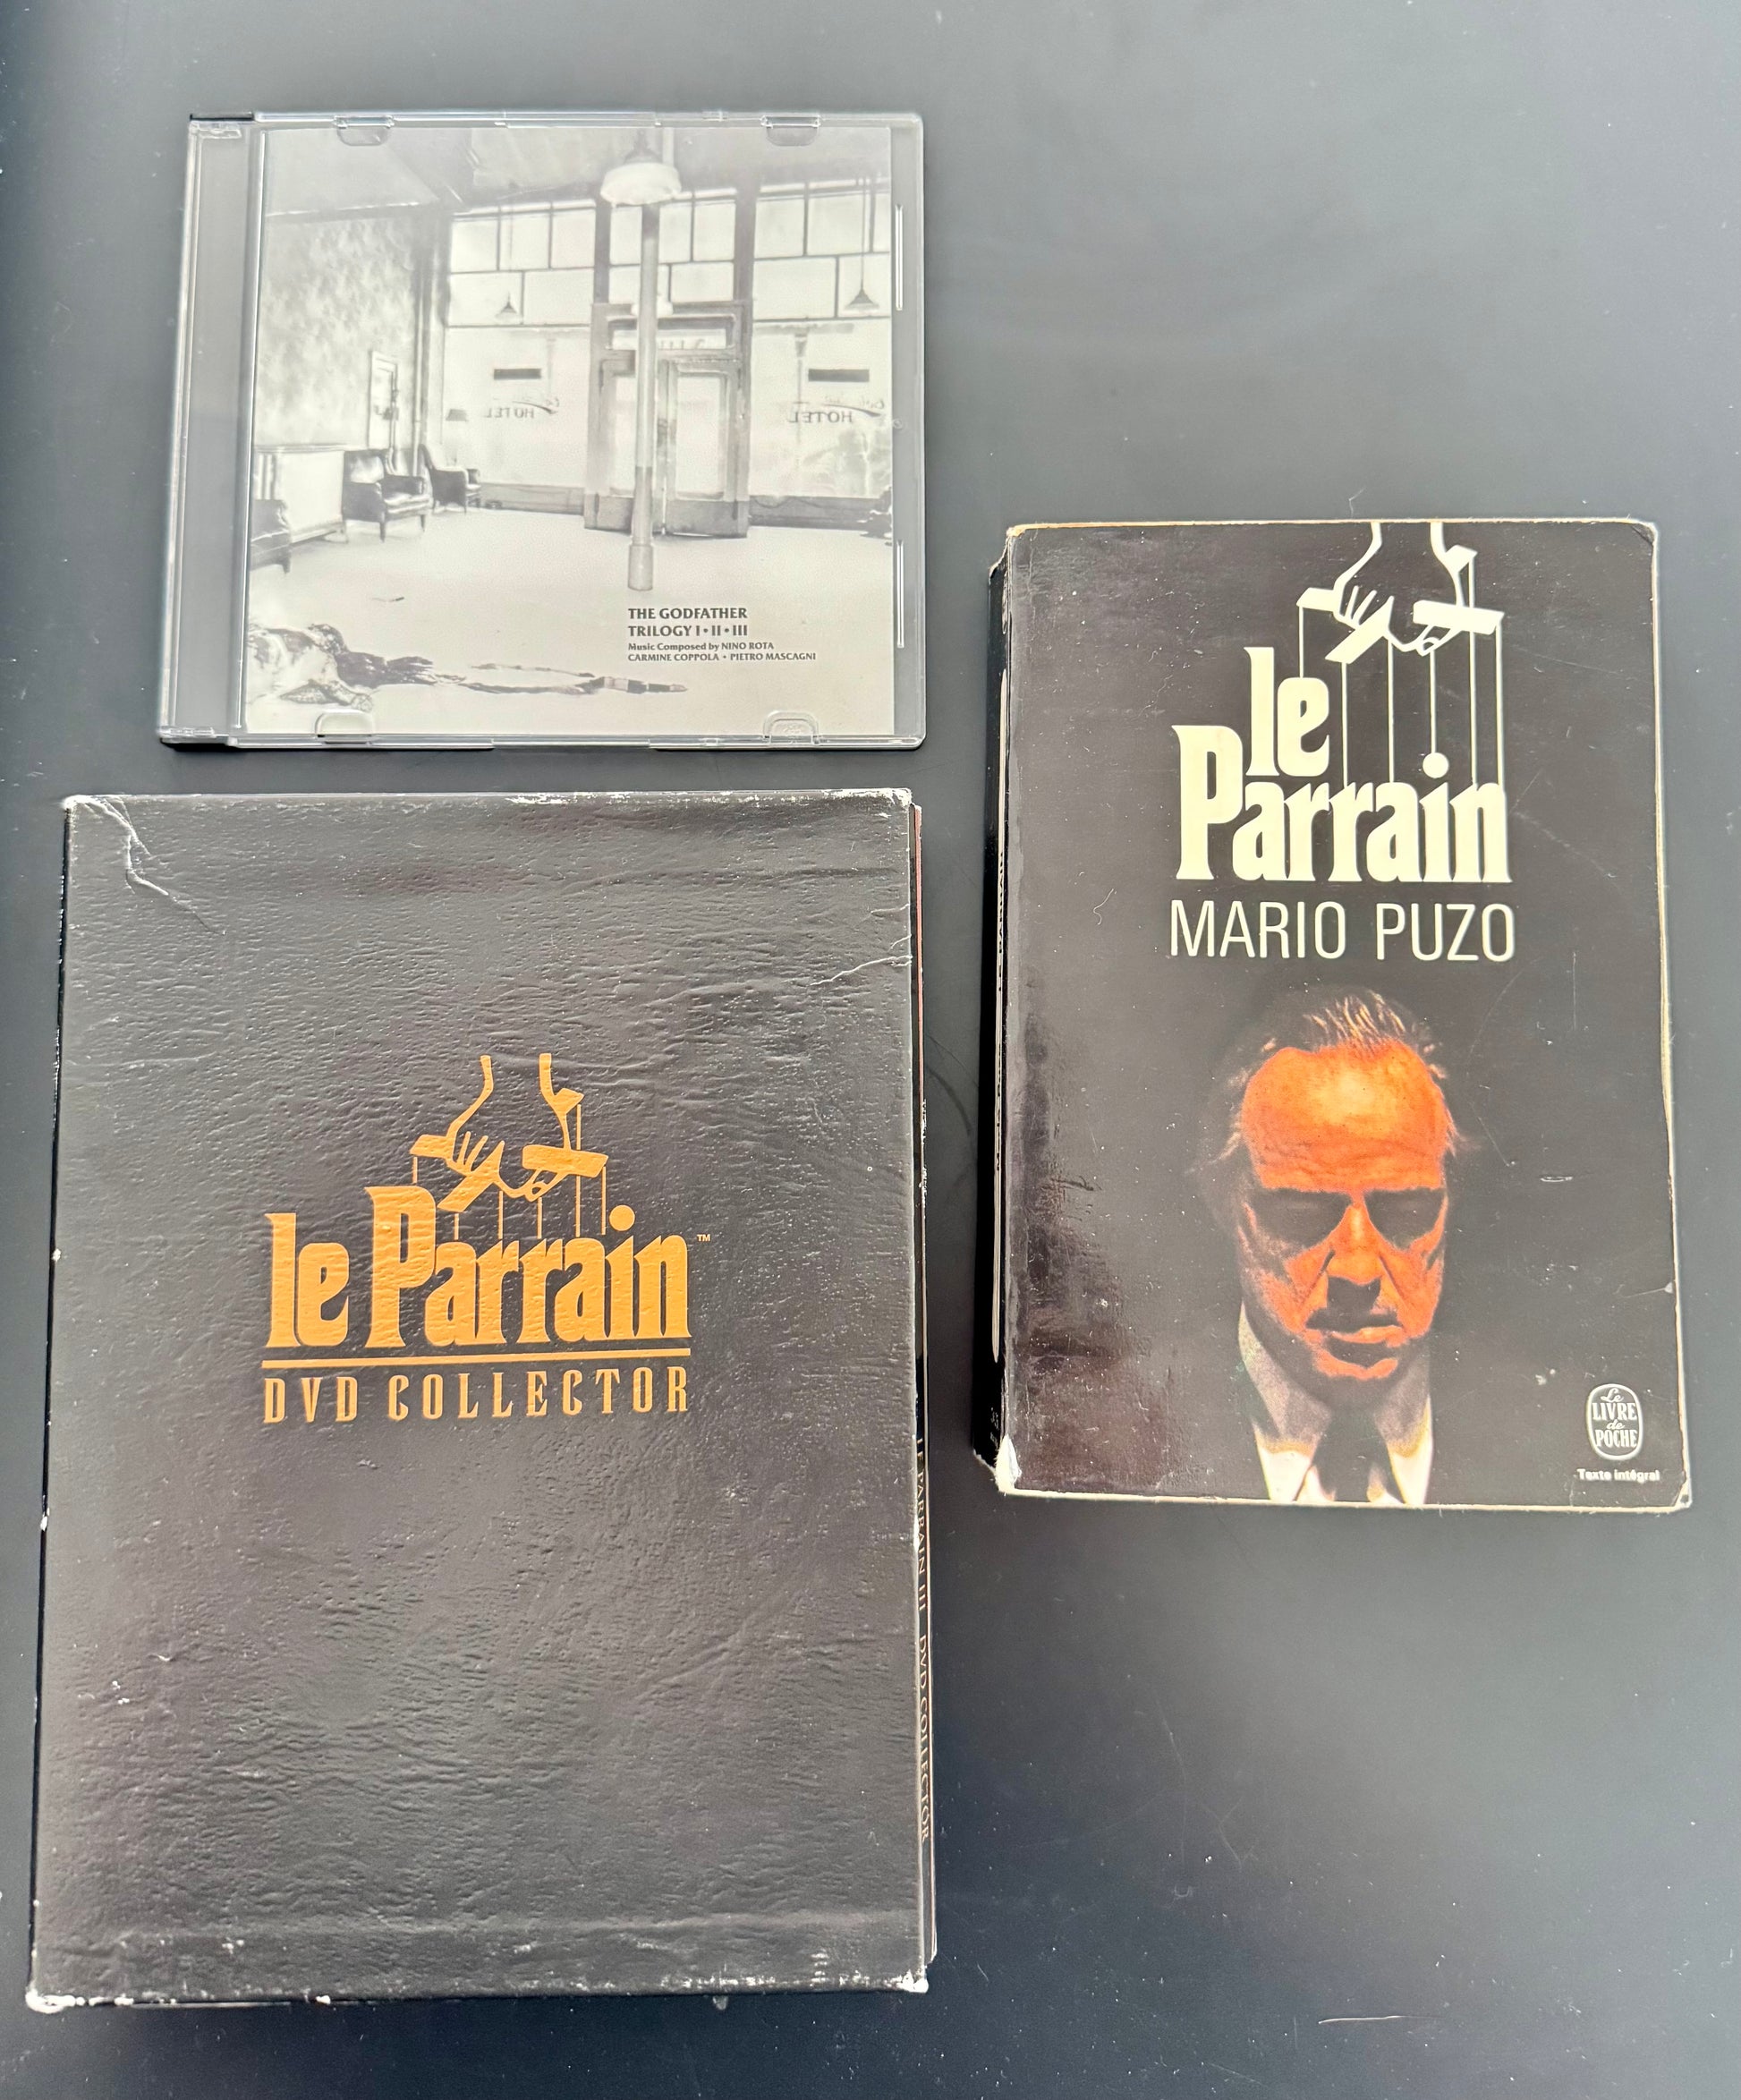 HOTEL
HOTEL
THE GODFATHER
TRILOGY I • II • III
Music Composed by NINO ROTA
CARMINE COPPOLA • PIETRO MASCAGNI
le
Parrain
MARIO PUZO
Le
LIVRE
de
POCHE
Texte intégral
le Parrain™
DVD COLLECTOR
LE PARRAIN III DVD COLLECTOR